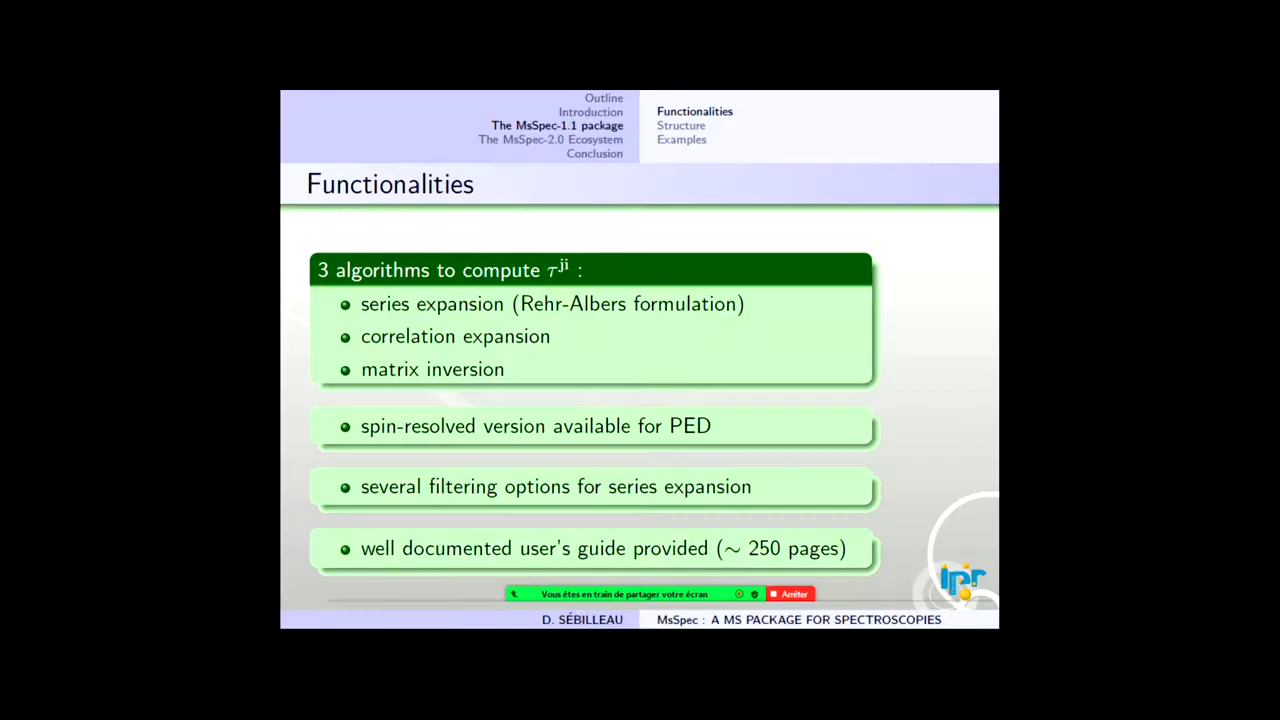 Outline
Introduction
The MsSpec-1.1 package
The MsSpec-2.0 Ecosystem
Conclusion
Functionalities
Structure
Examples
Functionalities
3 algorithms to compute τ^ji :
series expansion (Rehr-Albers formulation)
correlation expansion
matrix inversion
spin-resolved version available for PED
several filtering options for series expansion
well documented user's guide provided (∼ 250 pages)
ipr
Vous êtes en train de partager votre écran
Arrêter
D. SÉBILLEAU
MsSpec : A MS PACKAGE FOR SPECTROSCOPIES